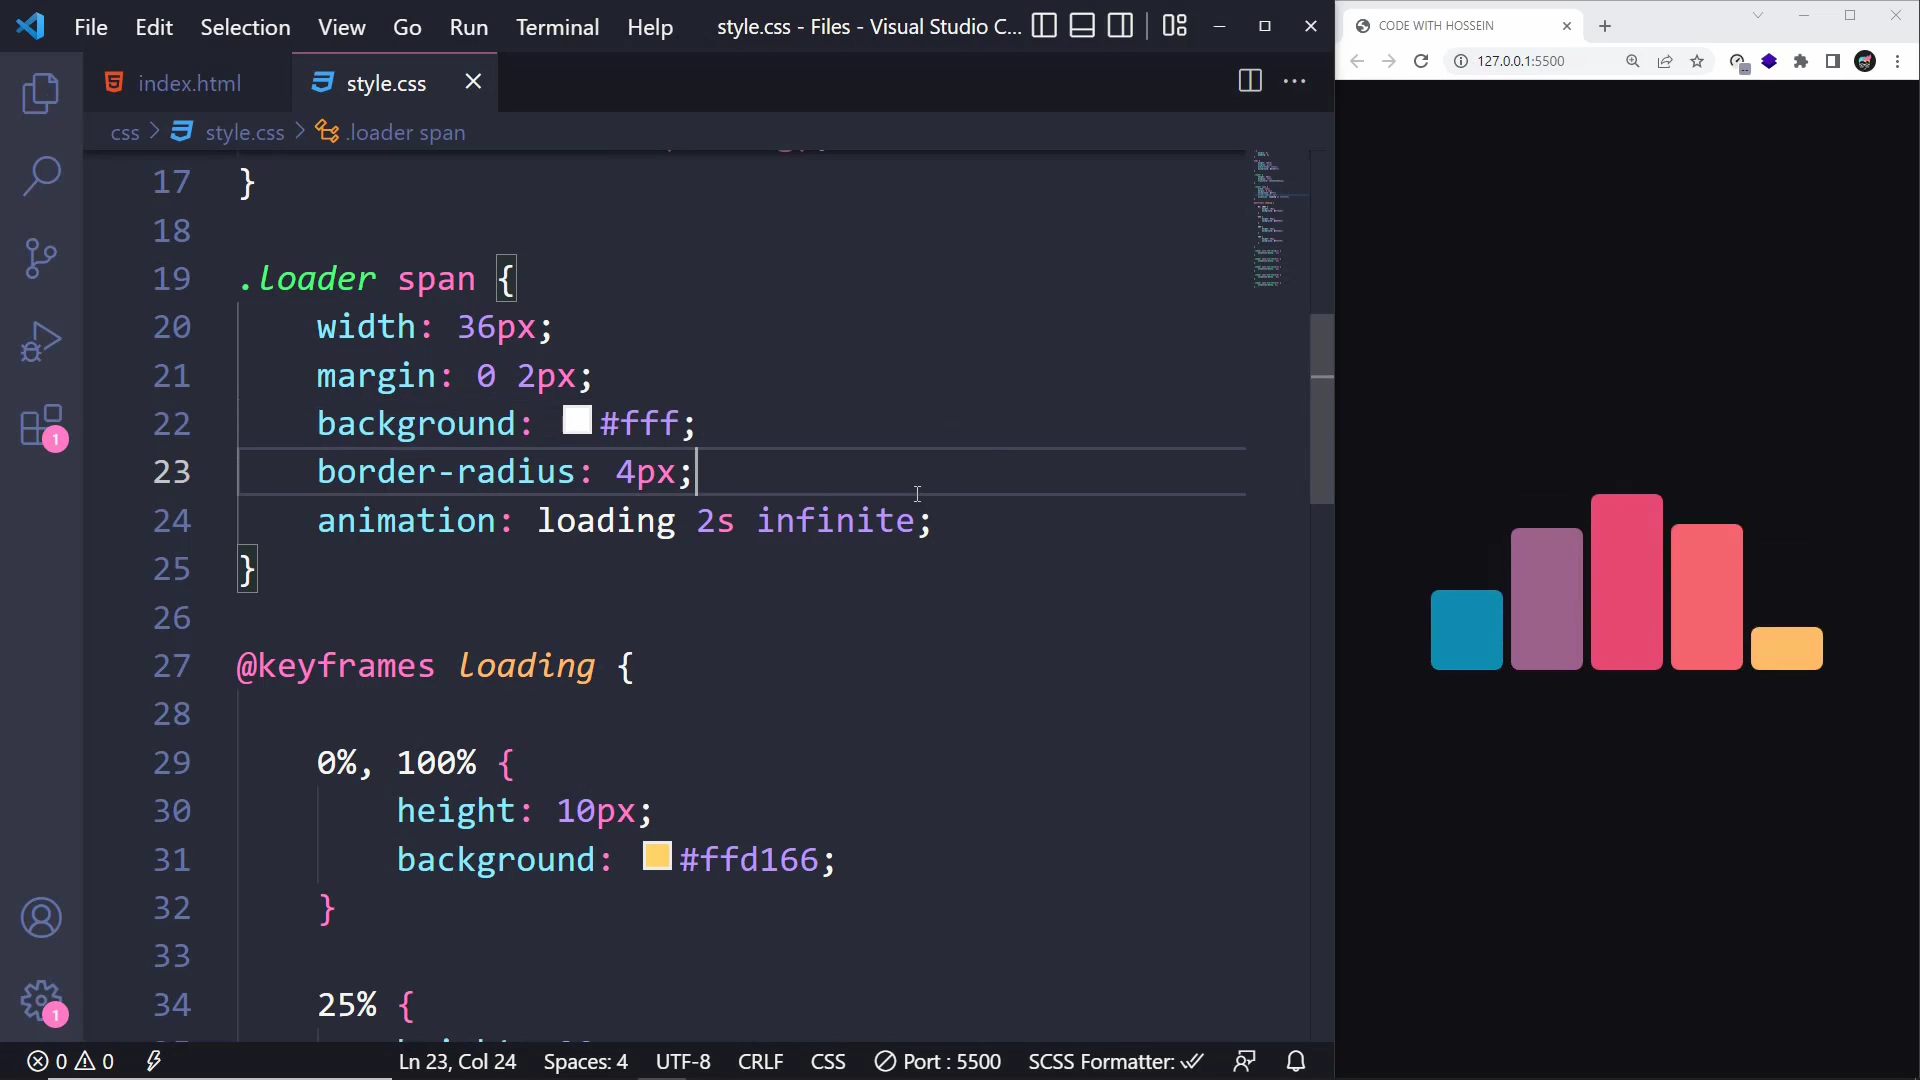 File Edit Selection View Go Run Terminal Help style.css - Files - Visual Studio C...
CODE WITH HOSSEIN
127.0.0.1:5500
index.html style.css
css > style.css > .loader span
17 }
18
19 .loader span {
20 width: 36px;
21 margin: 0 2px;
22 background: #fff;
23 border-radius: 4px;
24 animation: loading 2s infinite;
25 }
26
27 @keyframes loading {
28
29 0%, 100% {
30 height: 10px;
31 background: #ffd166;
32 }
33
34 25% {
1
1
0 0 Ln 23, Col 24 Spaces: 4 UTF-8 CRLF CSS Port : 5500 SCSS Formatter: